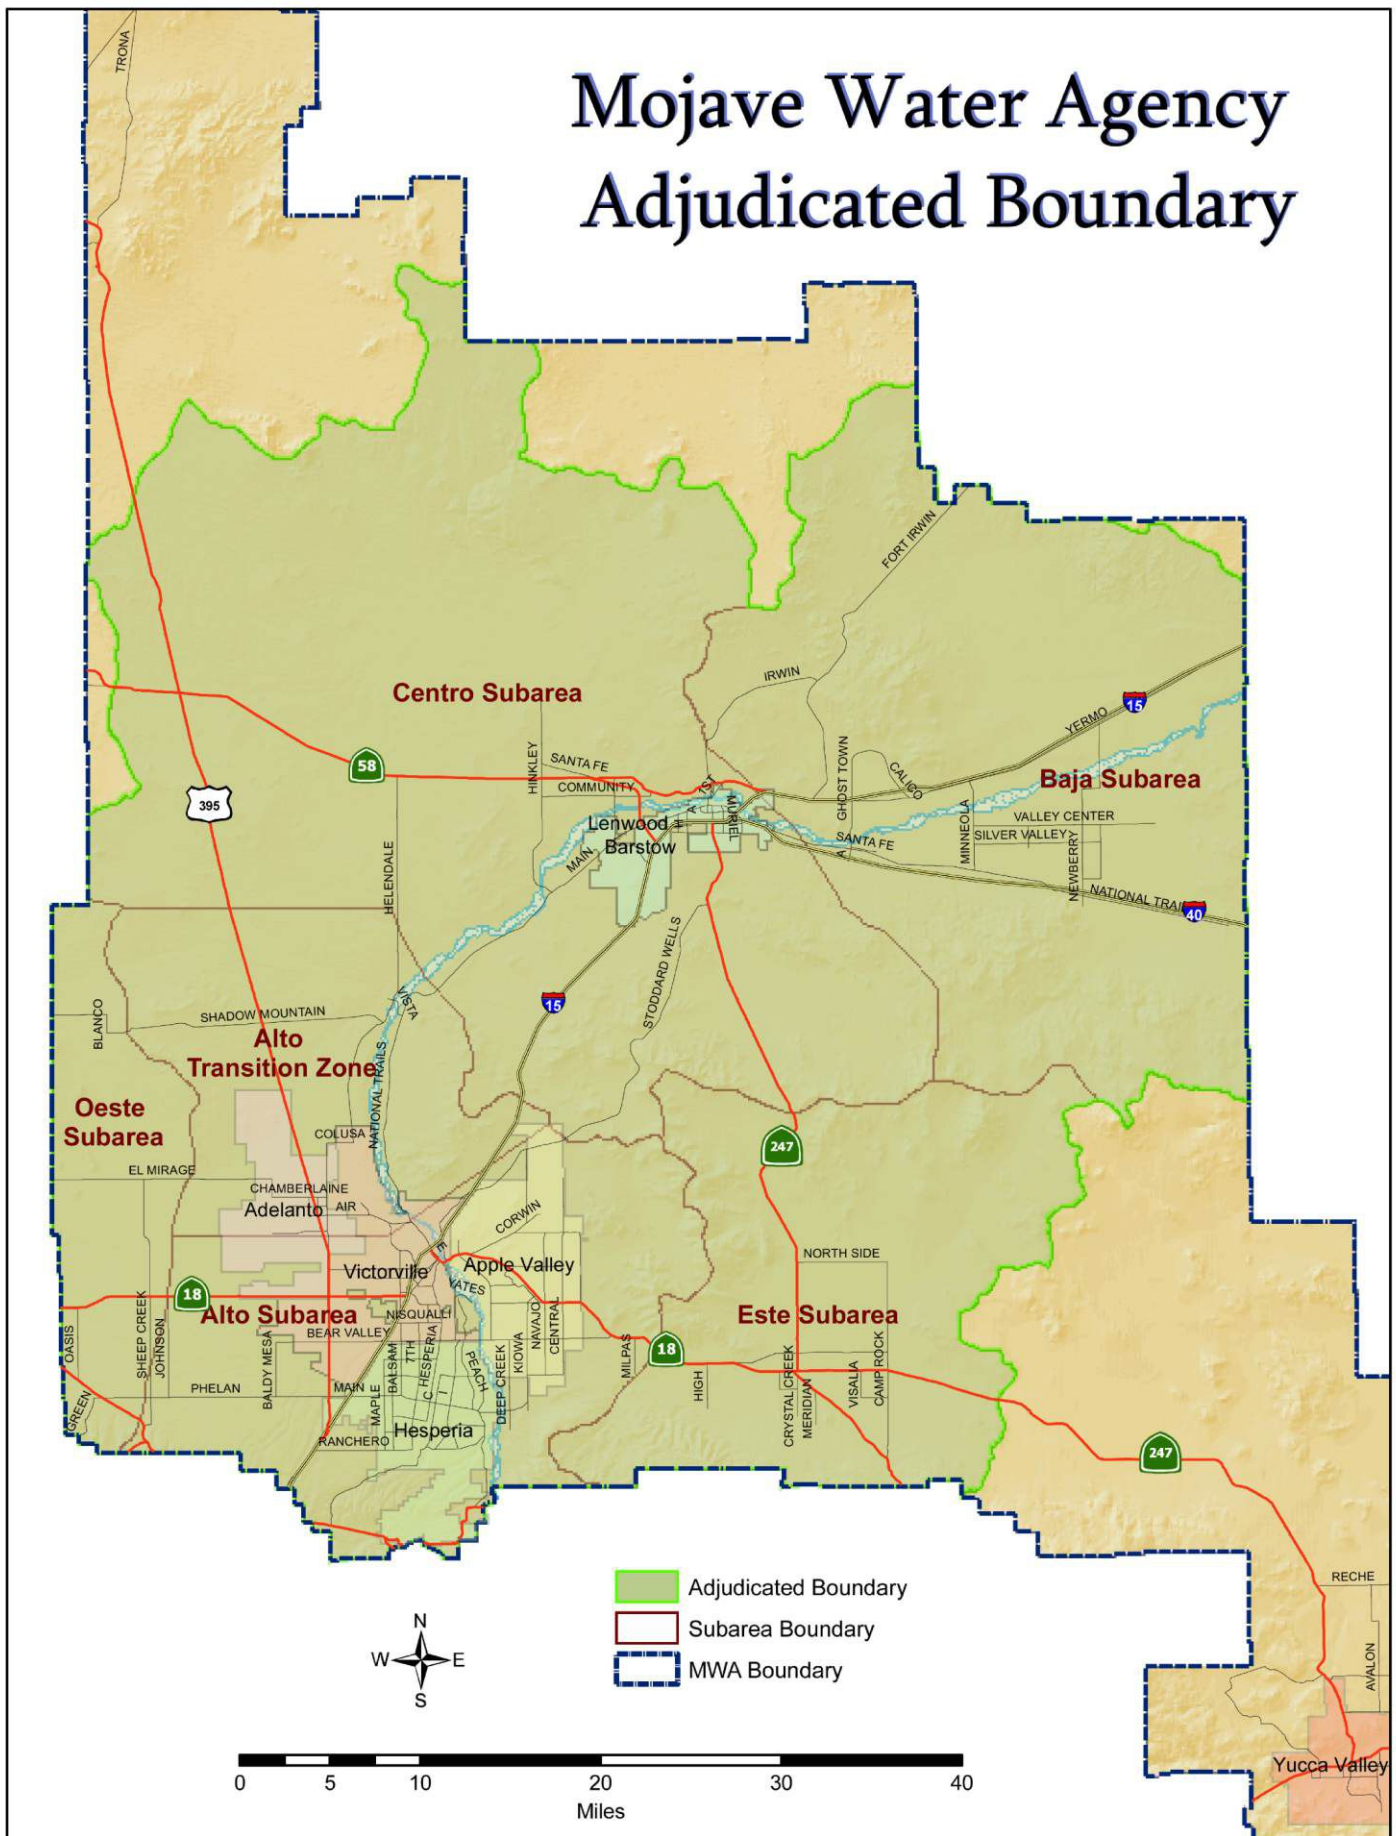 Mojave Water Agency
Adjudicated Boundary
TRONA
FORT IRWIN
IRWIN
Centro Subarea
15
YERMO
HINKLEY
SANTA FE
58
COMMUNITY
1ST
GHOST TOWN
CALICO
Baja Subarea
395
H
A
MURIEL
Lenwood
Barstow
MAIN
SANTA FE
A
MINNEOLA
VALLEY CENTER
SILVER VALLEY
NEWBERRY
HELENDALE
NATIONAL TRAI
40
STODDARD WELLS
15
VISTA
BLANCO
SHADOW MOUNTAIN
Alto
Transition Zone
NATIONAL TRAILS
Oeste
Subarea
COLUSA
247
EL MIRAGE
CHAMBERLAINE
Adelanto
AIR
CORWIN
E
NORTH SIDE
Victorville
Apple Valley
YATES
18
Alto Subarea
NISQUALLI
BEAR VALLEY
Este Subarea
OASIS
SHEEP CREEK
JOHNSON
BALDY MESA
BALSAM
7TH
C
HESPERIA
I
PEACH
DEEP CREEK
KIOWA
NAVAJO
CENTRAL
MILPAS
18
HIGH
CRYSTAL CREEK
MERIDIAN
VISALIA
CAMP ROCK
GREEN
PHELAN
MAIN
MAPLE
RANCHERO
Hesperia
247
Adjudicated Boundary
Subarea Boundary
MWA Boundary
N
W
E
S
RECHE
AVALON
Yucca Valley
0
5
10
20
30
40
Miles